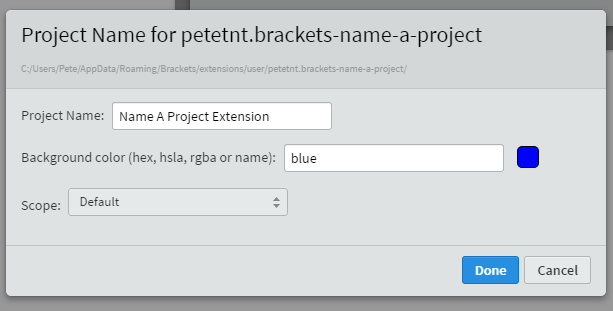 Project Name for petetnt.brackets-name-a-project
C:/Users/Pete/AppData/Roaming/Brackets/extensions/user/petetnt.brackets-name-a-project/
Project Name: Name A Project Extension
Background color (hex, hsla, rgba or name): blue
Scope: Default
Done Cancel